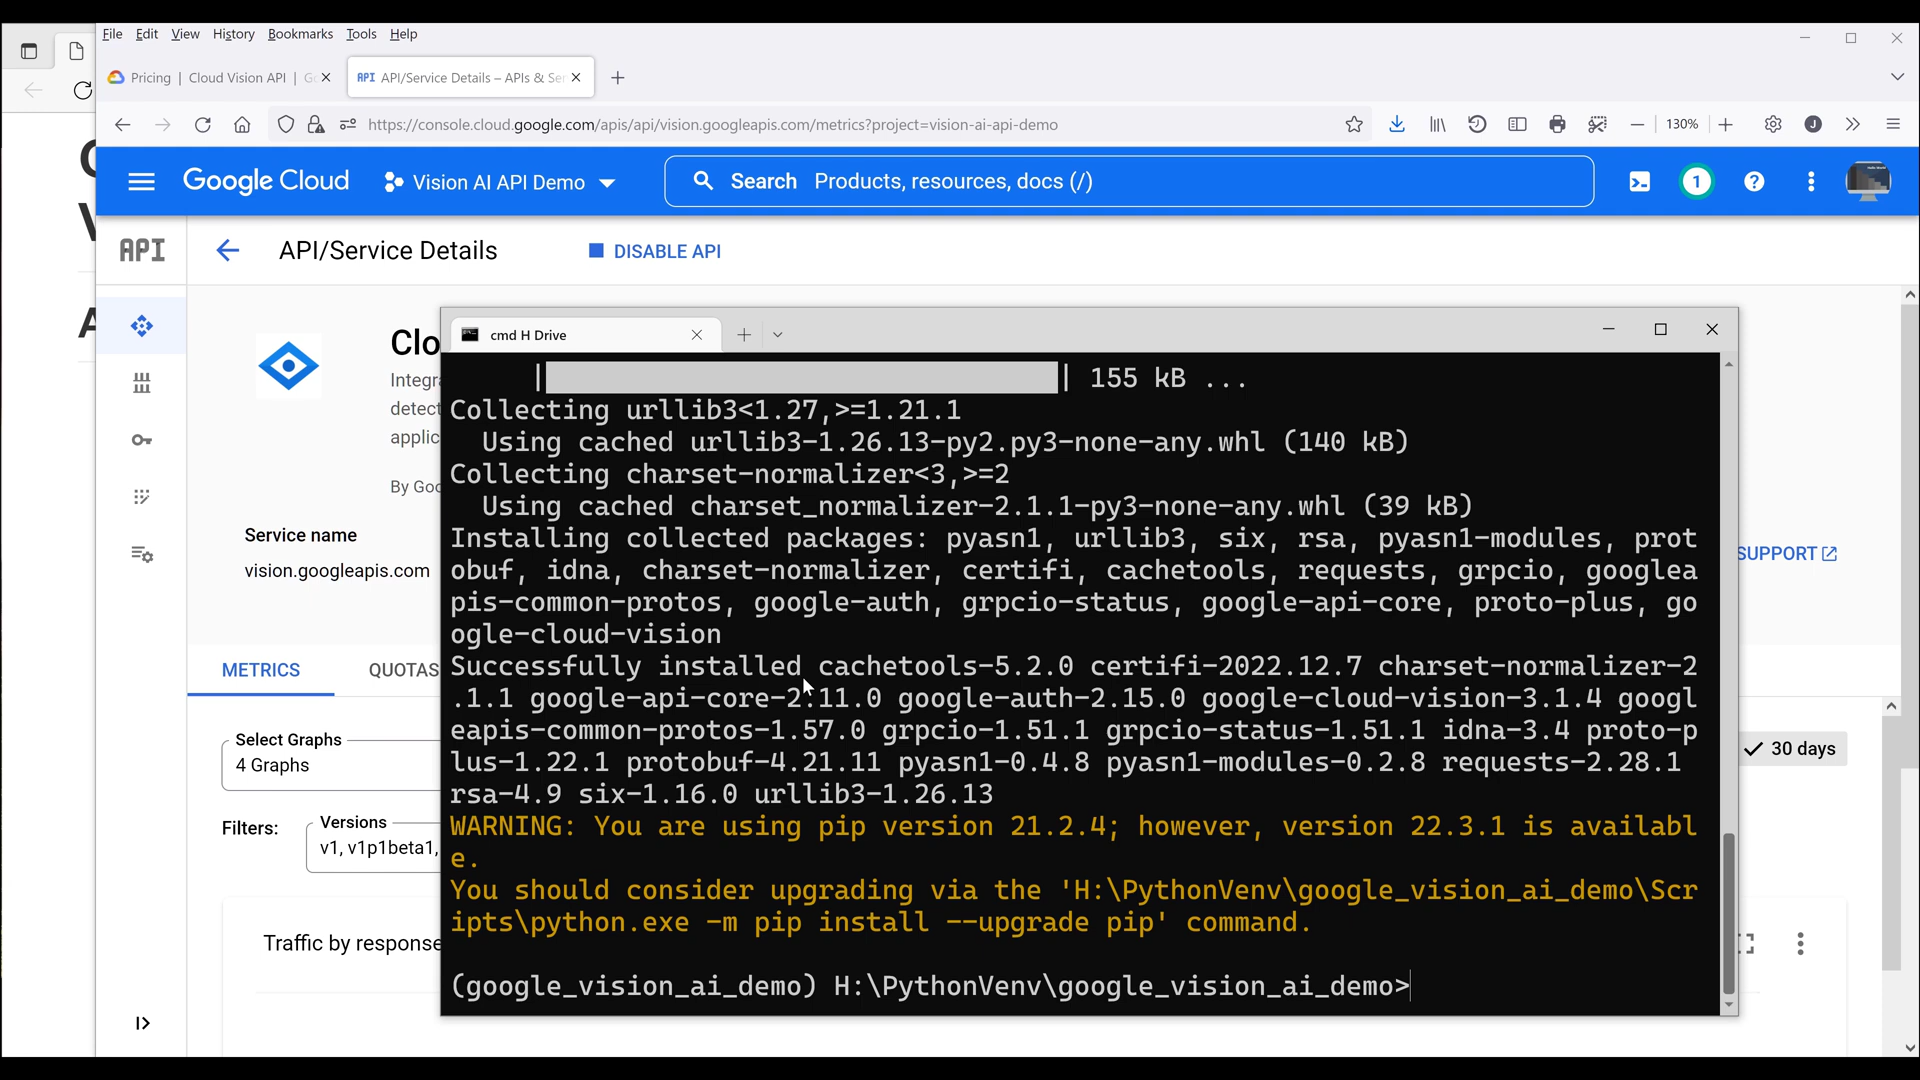 File Edit View History Bookmarks Tools Help
Pricing | Cloud Vision API | G
API API/Service Details – APIs & Se
https://console.cloud.google.com/apis/api/vision.googleapis.com/metrics?project=vision-ai-api-demo
130%
J
Google Cloud
Vision AI API Demo
Search Products, resources, docs (/)
1
API
API/Service Details
DISABLE API
Clo
Integra
detect
applic
By Goo
Service name
vision.googleapis.com
SUPPORT
METRICS
QUOTAS
Select Graphs
4 Graphs
30 days
Filters:
Versions
v1, v1p1beta1,
Traffic by response
cmd H Drive
155 kB ...
Collecting urllib3<1.27,>=1.21.1
Using cached urllib3-1.26.13-py2.py3-none-any.whl (140 kB)
Collecting charset-normalizer<3,>=2
Using cached charset_normalizer-2.1.1-py3-none-any.whl (39 kB)
Installing collected packages: pyasn1, urllib3, six, rsa, pyasn1-modules, prot
obuf, idna, charset-normalizer, certifi, cachetools, requests, grpcio, googlea
pis-common-protos, google-auth, grpcio-status, google-api-core, proto-plus, go
ogle-cloud-vision
Successfully installed cachetools-5.2.0 certifi-2022.12.7 charset-normalizer-2
.1.1 google-api-core-2.11.0 google-auth-2.15.0 google-cloud-vision-3.1.4 googl
eapis-common-protos-1.57.0 grpcio-1.51.1 grpcio-status-1.51.1 idna-3.4 proto-p
lus-1.22.1 protobuf-4.21.11 pyasn1-0.4.8 pyasn1-modules-0.2.8 requests-2.28.1
rsa-4.9 six-1.16.0 urllib3-1.26.13
WARNING: You are using pip version 21.2.4; however, version 22.3.1 is availabl
e.
You should consider upgrading via the 'H:\PythonVenv\google_vision_ai_demo\Scr
ipts\python.exe -m pip install --upgrade pip' command.
(google_vision_ai_demo) H:\PythonVenv\google_vision_ai_demo>